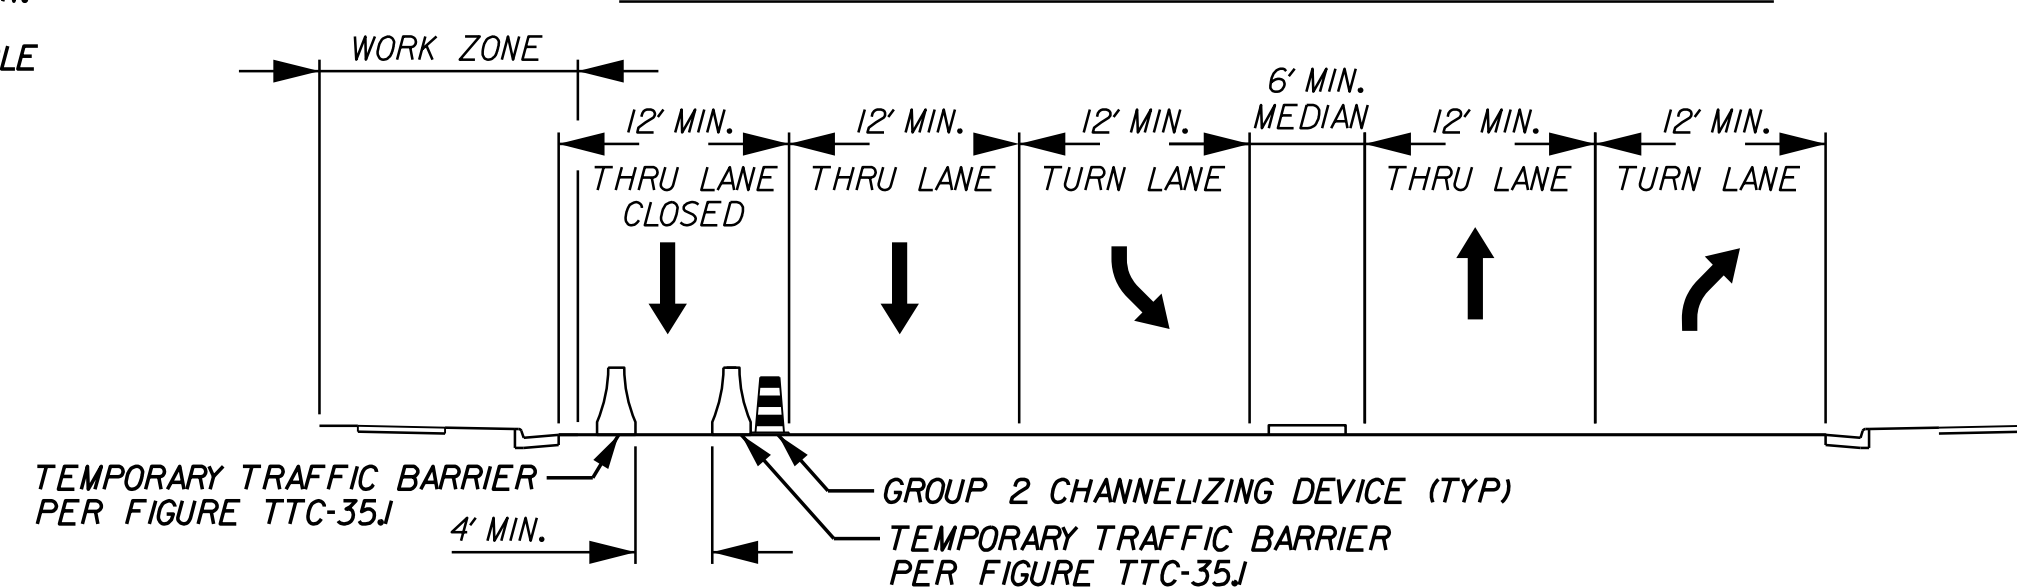 LE
WORK ZONE
6' MIN.
MEDIAN
12' MIN.
12' MIN.
12' MIN.
12' MIN.
12' MIN.
THRU LANE
CLOSED
THRU LANE
TURN LANE
THRU LANE
TURN LANE
TEMPORARY TRAFFIC BARRIER
PER FIGURE TTC-35.1
4' MIN.
GROUP 2 CHANNELIZING DEVICE (TYP)
TEMPORARY TRAFFIC BARRIER
PER FIGURE TTC-35.1